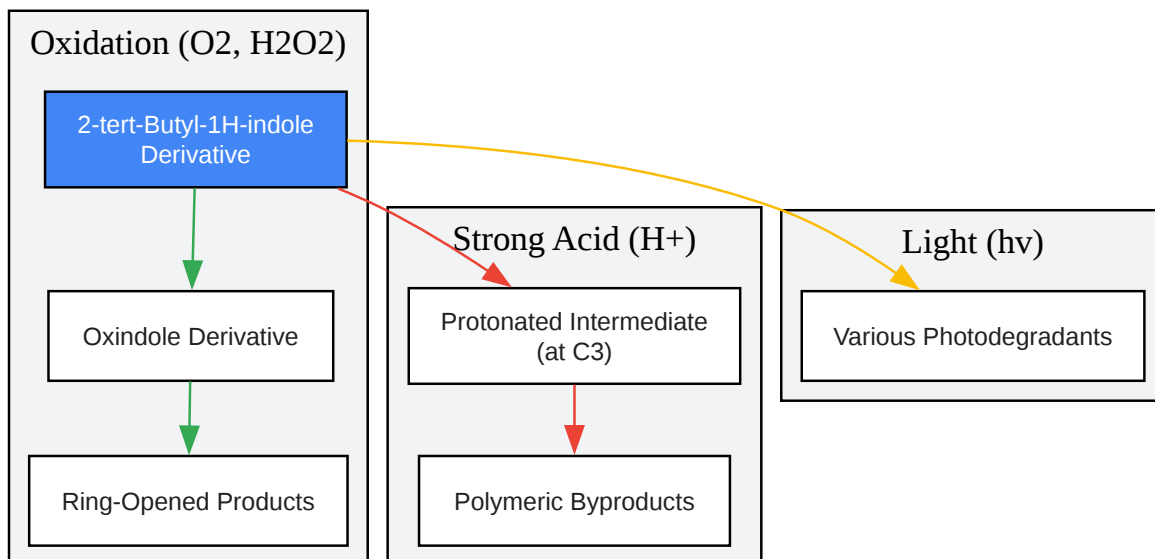 Oxidation (O2, H2O2)
2-tert-Butyl-1H-indole
Derivative
Oxindole Derivative
Ring-Opened Products
Strong Acid (H+)
Protonated Intermediate
(at C3)
Polymeric Byproducts
Light (hv)
Various Photodegradants